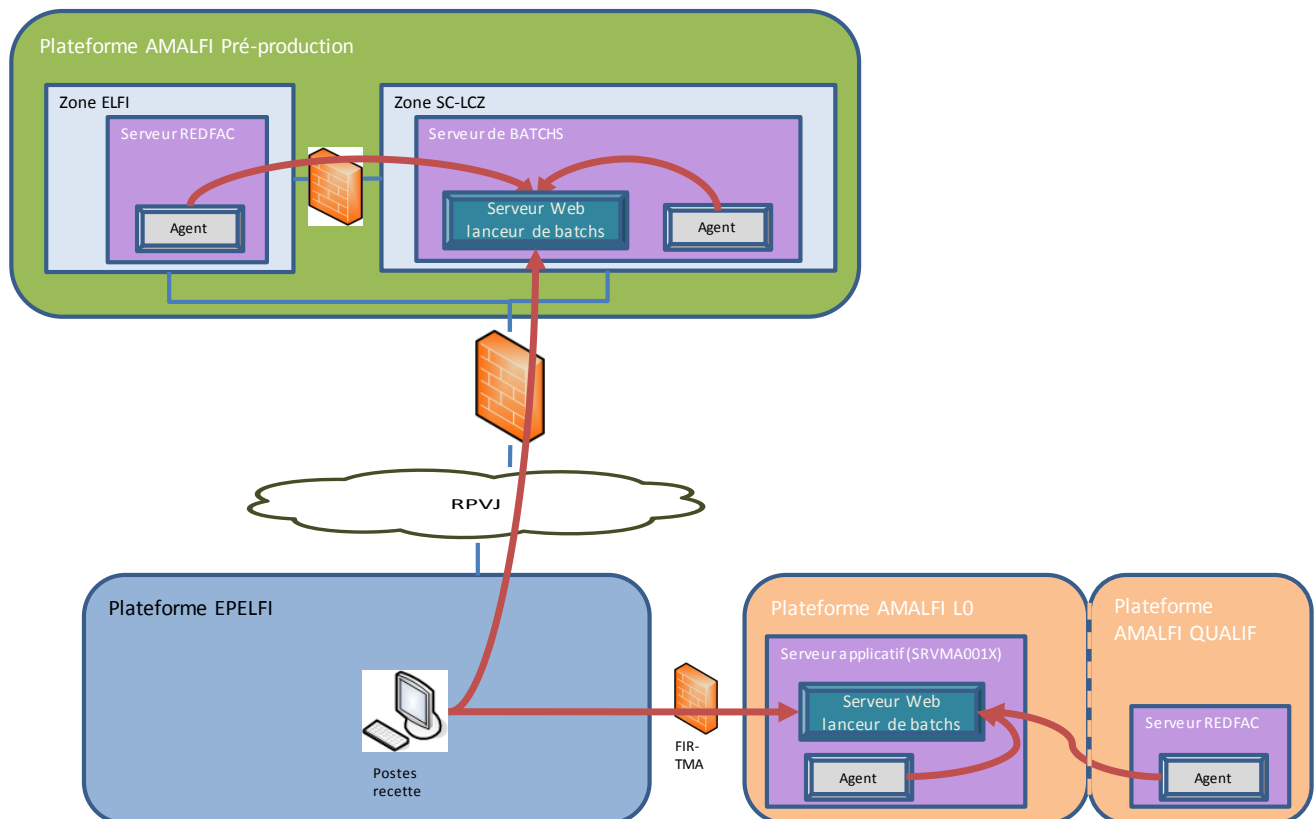 Plateforme AMALFI Pré-production
Zone ELFI
Serveur REDFAC
Agent
Zone SC-LCZ
Serveur de BATCHS
Serveur Web
lanceur de batchs
Agent
RPVJ
Plateforme EPELFI
Postes
recette
FIR-
TMA
Plateforme AMALFI L0
Serveur applicatif (SRVMA001X)
Serveur Web
lanceur de batchs
Agent
Plateforme
AMALFI QUALIF
Serveur REDFAC
Agent